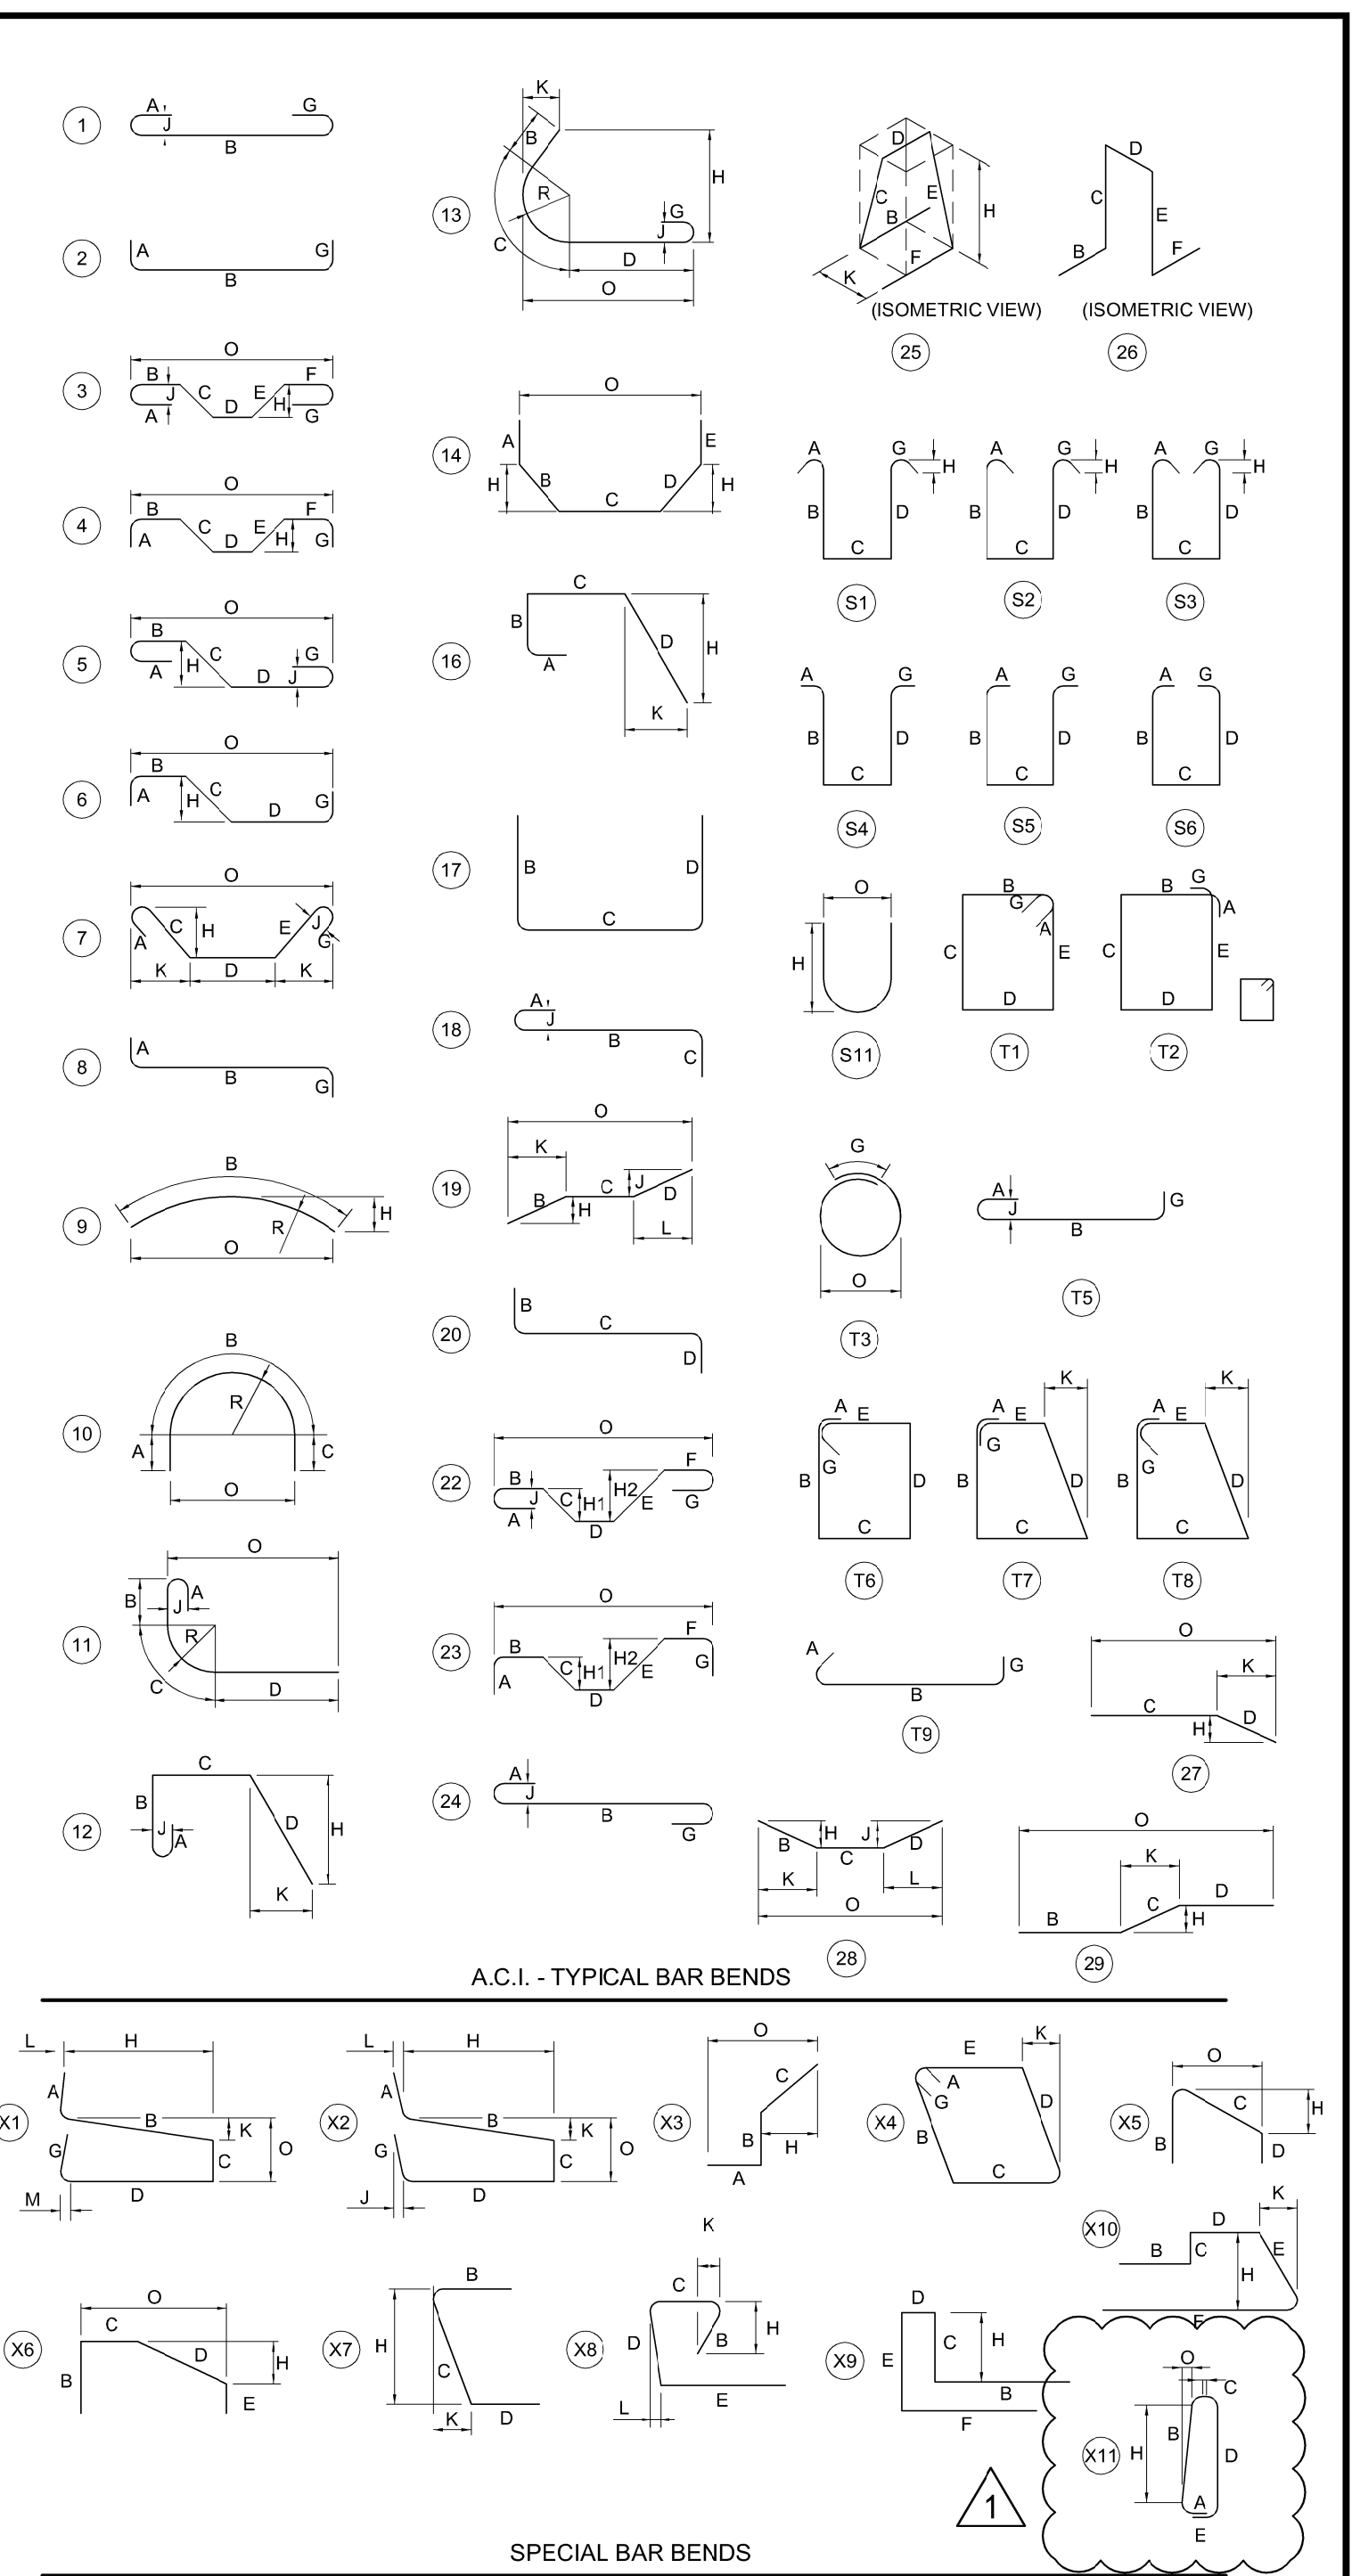 1 A J B G
2 A B G
3 O B J C D E H F A G
4 O B A C D E H F G
5 O B A H C D J G
6 O B A H C D G
7 O A C H E J G K D K
8 A B G
9 B R H O
10 B R A C O
11 O B A J R C D
12 C B J A D H K
13 K B R C H G J D O
14 O A E H B C D H
16 C B A D H K
17 B D C
18 A J B C
19 O K B H C J D L
20 B C D
22 O B J A C H1 D H2 E F G
23 O B A C H1 D H2 E F G
24 A J B G
D C E B F H K
(ISOMETRIC VIEW)
25
D C E B F
(ISOMETRIC VIEW)
26
A G H B D C
S1
A G H B D C
S2
A G H B D C
S3
A G B D C
S4
A G B D C
S5
A G B D C
S6
O H
S11
B G A C E D
T1
B G A C E D
T2
G O
T3
A J B G
T5
A E G B D C
T6
A E K G B D C
T7
A E K G B D C
T8
A B G
T9
O K C H D
27
B H C J D K L O
28
O K B C H D
29
A.C.I. - TYPICAL BAR BENDS
X1 L H A B K O G C D M
X2 L H A B K O G C D J
X3 O C B H A
X4 E K A G B D C
X5 O C H B D
X6 O C D H B E
X7 B H C K D
X8 K C D B H L E
X9 D E C H B F
X10 D K B C E H F
X11 O C B H D A E
1
SPECIAL BAR BENDS